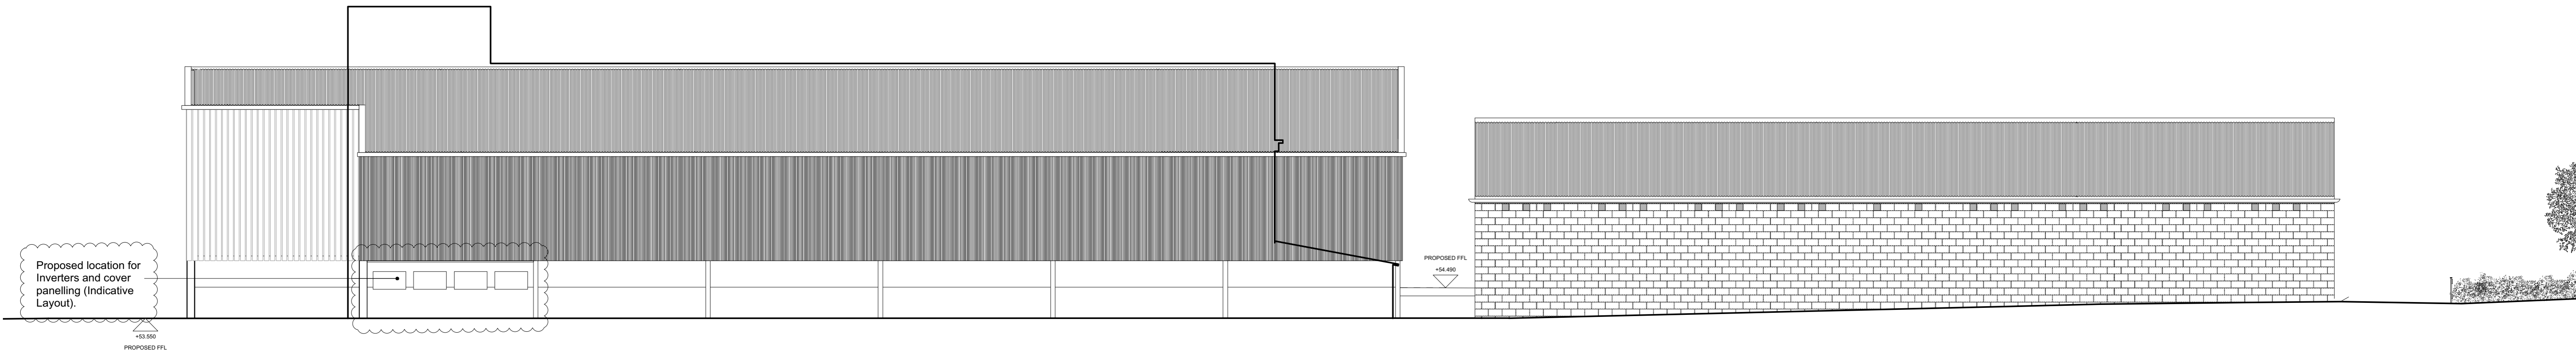 Proposed location for
Inverters and cover
panelling (Indicative
Layout).
+53.550
PROPOSED FFL
PROPOSED FFL
+54.490